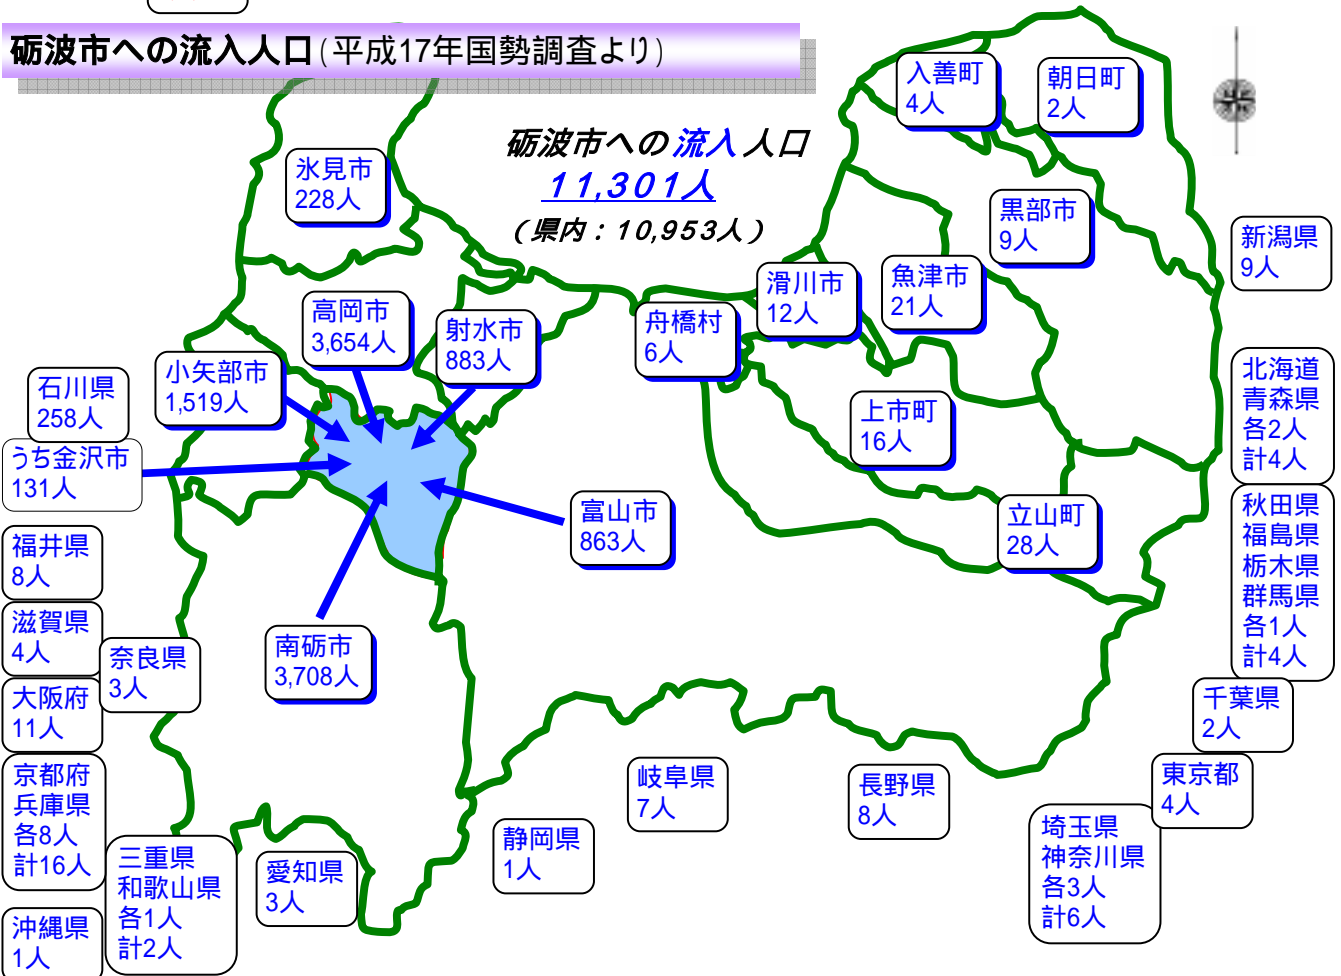 砺波市への流入人口(平成17年国勢調査より)
砺波市への流入人口
11,301人
(県内:10,953人)
入善町
4人
朝日町
2人
氷見市
228人
黒部市
9人
新潟県
9人
魚津市
21人
滑川市
12人
高岡市
3,654人
射水市
883人
舟橋村
6人
小矢部市
1,519人
石川県
258人
うち金沢市
131人
上市町
16人
北海道
青森県
各2人
計4人
富山市
863人
立山町
28人
秋田県
福島県
栃木県
群馬県
各1人
計4人
福井県
8人
滋賀県
4人
奈良県
3人
南砺市
3,708人
大阪府
11人
千葉県
2人
京都府
兵庫県
各8人
計16人
岐阜県
7人
長野県
8人
東京都
4人
静岡県
1人
埼玉県
神奈川県
各3人
計6人
三重県
和歌山県
各1人
計2人
愛知県
3人
沖縄県
1人